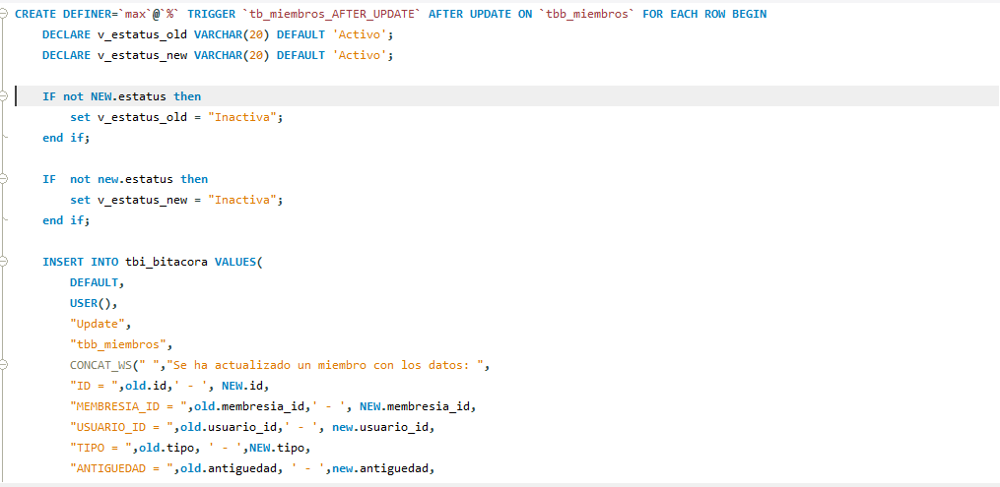 CREATE DEFINER=`max`@`%` TRIGGER `tb_miembros_AFTER_UPDATE` AFTER UPDATE ON `tbb_miembros` FOR EACH ROW BEGIN
DECLARE v_estatus_old VARCHAR(20) DEFAULT 'Activo';
DECLARE v_estatus_new VARCHAR(20) DEFAULT 'Activo';
IF not NEW.estatus then
set v_estatus_old = "Inactiva";
end if;
IF  not new.estatus then
set v_estatus_new = "Inactiva";
end if;
INSERT INTO tbi_bitacora VALUES(
DEFAULT,
USER(),
"Update",
"tbb_miembros",
CONCAT_WS(" ","Se ha actualizado un miembro con los datos: ",
"ID = ",old.id,' - ', NEW.id,
"MEMBRESIA_ID = ",old.membresia_id,' - ', NEW.membresia_id,
"USUARIO_ID = ",old.usuario_id,' - ', new.usuario_id,
"TIPO = ",old.tipo, ' - ',NEW.tipo,
"ANTIGUEDAD = ",old.antiguedad, ' - ',new.antiguedad,